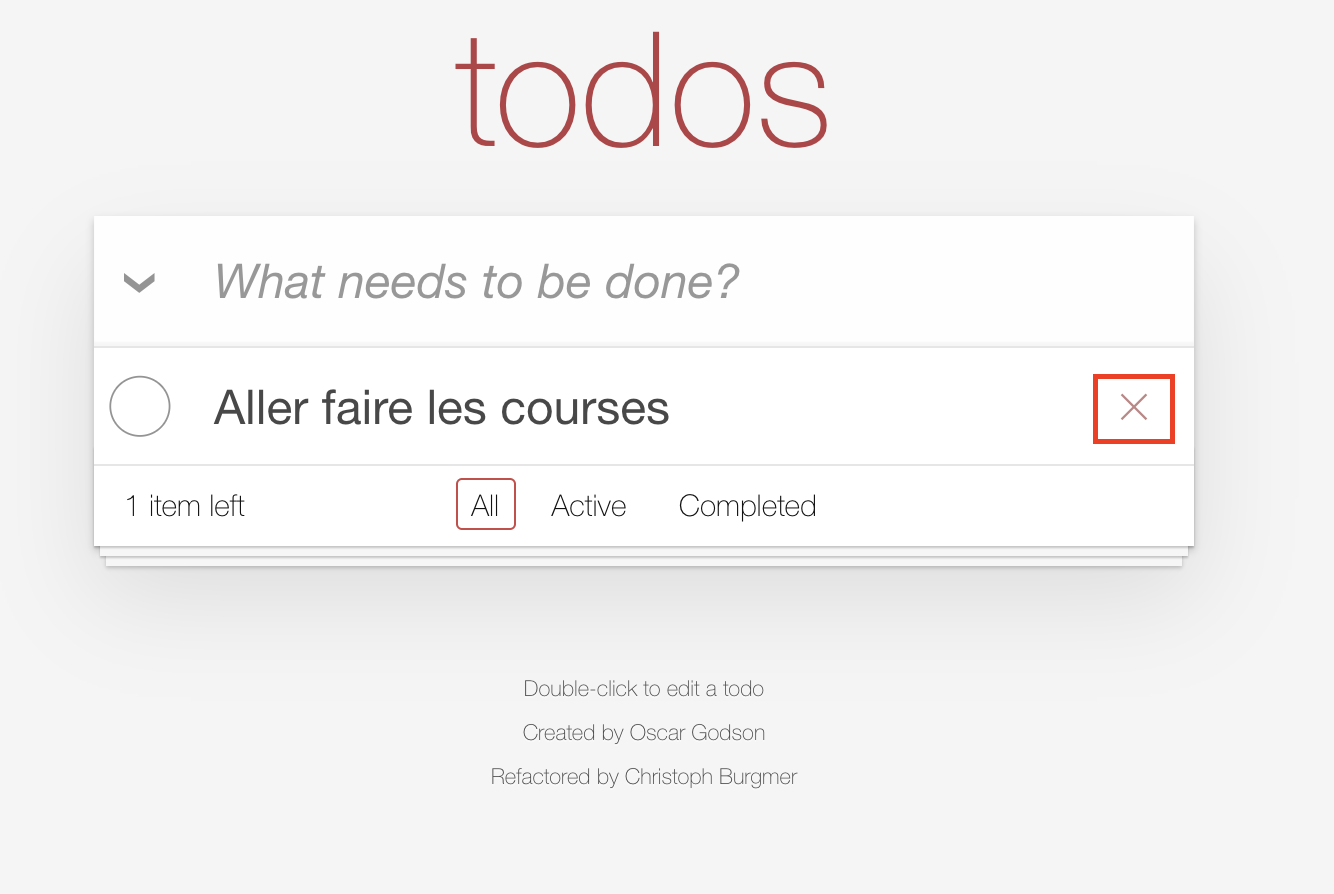 todos
What needs to be done?
Aller faire les courses
1 item left All Active Completed
Double-click to edit a todo
Created by Oscar Godson
Refactored by Christoph Burgmer